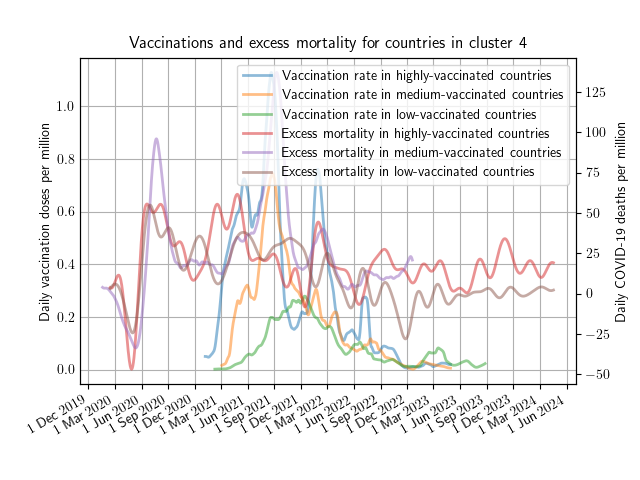 Vaccinations and excess mortality for countries in cluster 4
Vaccination rate in highly-vaccinated countries
Vaccination rate in medium-vaccinated countries
Vaccination rate in low-vaccinated countries
Excess mortality in highly-vaccinated countries
Excess mortality in medium-vaccinated countries
Excess mortality in low-vaccinated countries
Daily vaccination doses per million
1.0
0.8
0.6
0.4
0.2
0.0
125
100
75
50
25
0
−25
−50
Daily COVID-19 deaths per million
1 Dec 2019
1 Mar 2020
1 Jun 2020
1 Sep 2020
1 Dec 2020
1 Mar 2021
1 Jun 2021
1 Sep 2021
1 Dec 2021
1 Mar 2022
1 Jun 2022
1 Sep 2022
1 Dec 2022
1 Mar 2023
1 Jun 2023
1 Sep 2023
1 Dec 2023
1 Mar 2024
1 Jun 2024